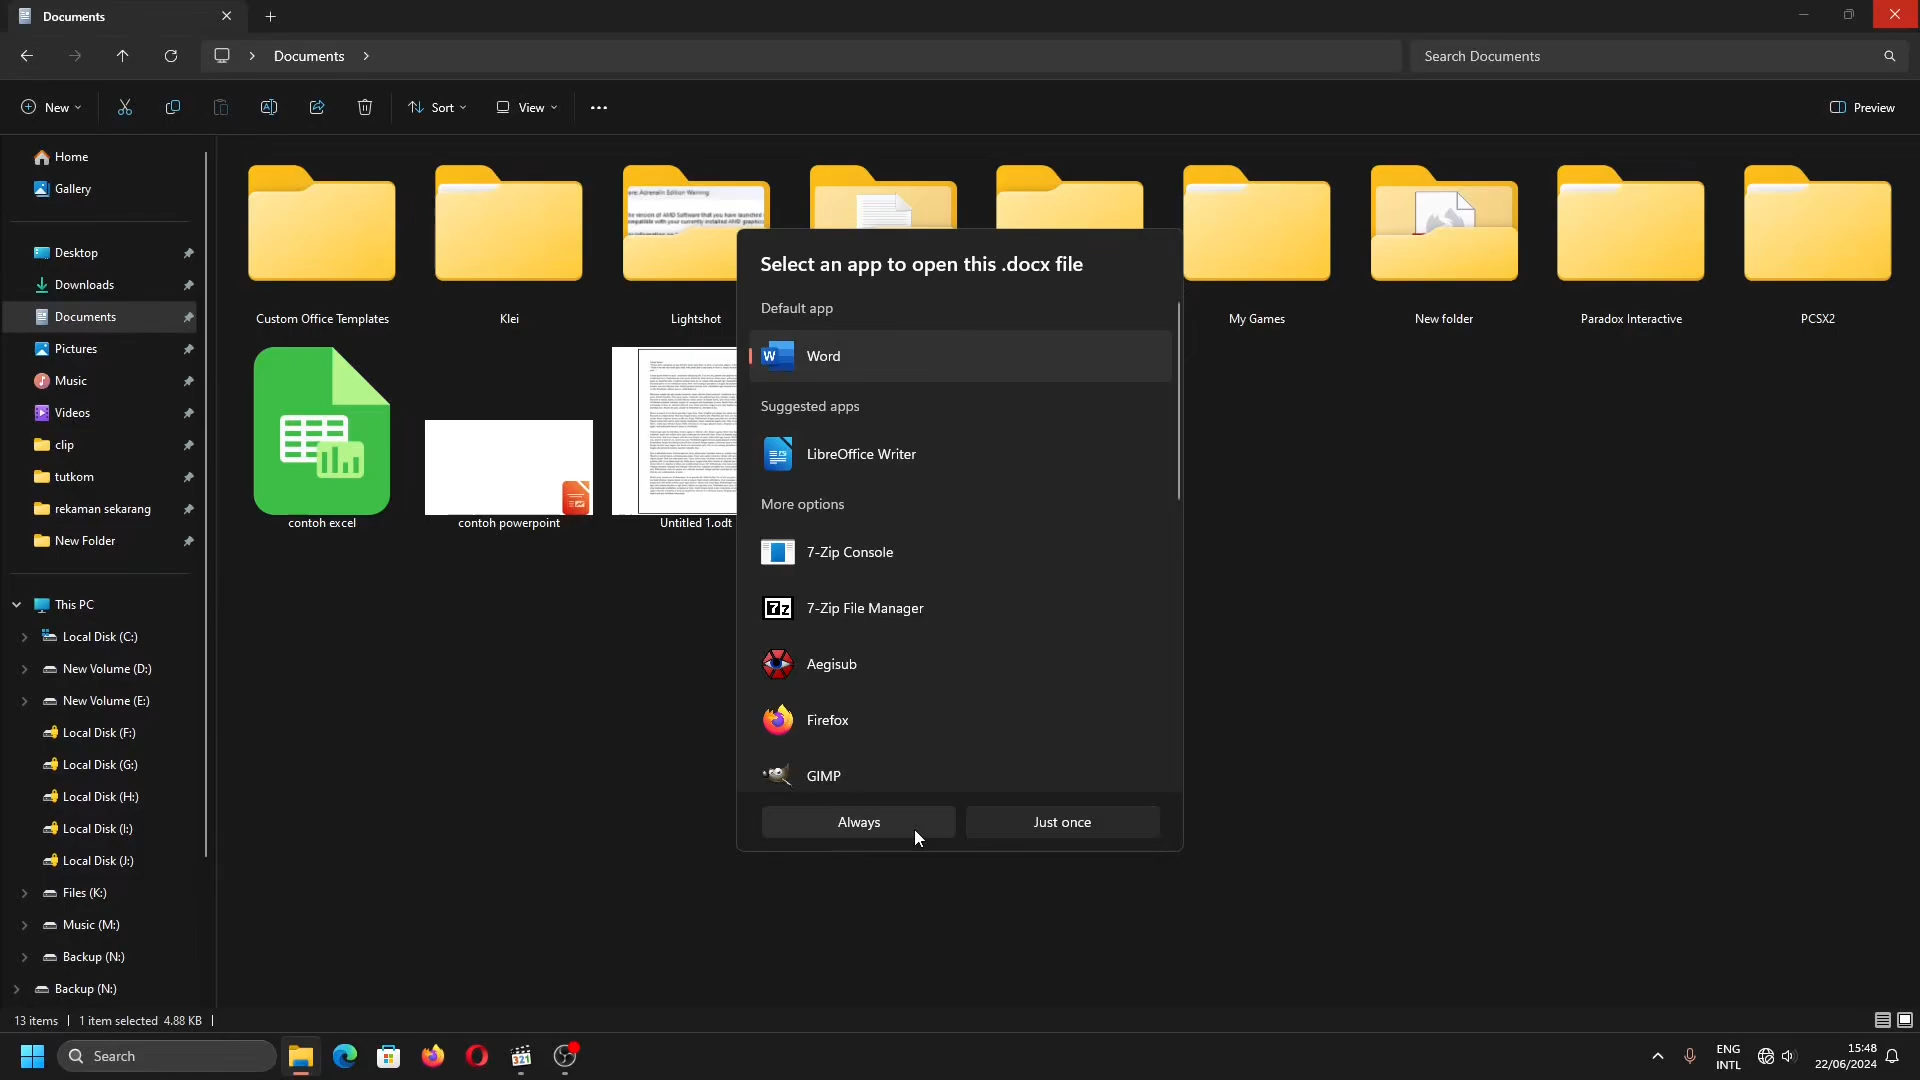 Documents
Documents
Search Documents
New
Sort
View
Preview
Home
Gallery
Desktop
Downloads
Documents
Pictures
Music
Videos
clip
tutkom
rekaman sekarang
New Folder
This PC
Local Disk (C:)
New Volume (D:)
New Volume (E:)
Local Disk (F:)
Local Disk (G:)
Local Disk (H:)
Local Disk (I:)
Local Disk (J:)
Files (K:)
Music (M:)
Backup (N:)
Backup (N:)
Custom Office Templates
Klei
Lightshot
My Games
New folder
Paradox Interactive
PCSX2
contoh excel
contoh powerpoint
Untitled 1.odt
Select an app to open this .docx file
Default app
W
Word
Suggested apps
LibreOffice Writer
More options
7-Zip Console
7z
7-Zip File Manager
Aegisub
Firefox
GIMP
Always
Just once
13 items
1 item selected 4.88 KB
Search
321
ENG
INTL
15:48
22/06/2024